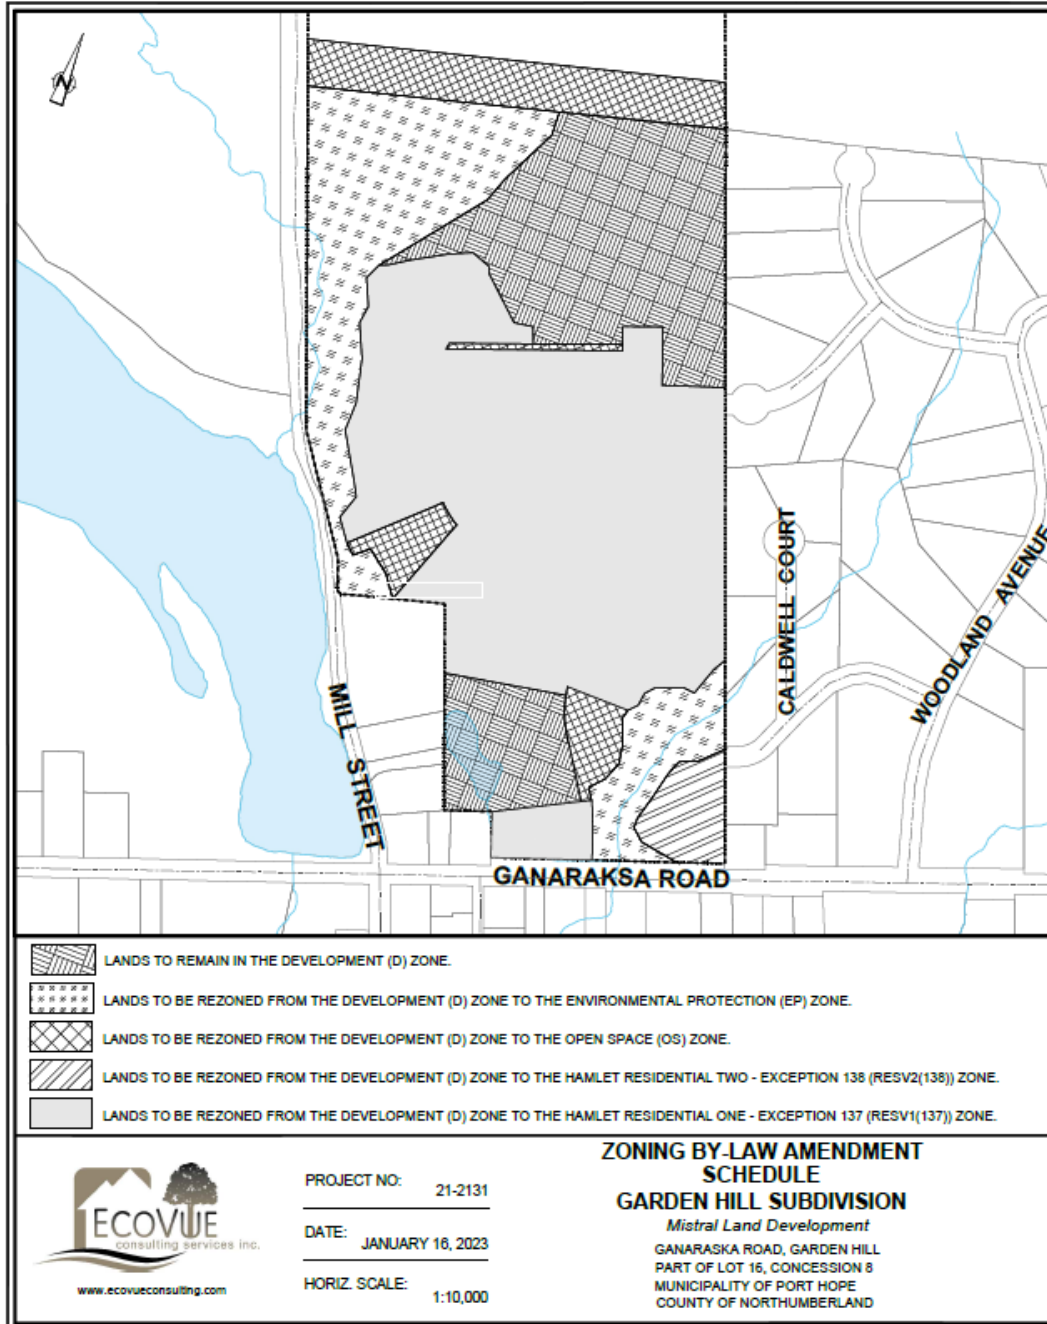 N
MILL STREET
CALDWELL COURT
WOODLAND AVENUE
GANARAKSA ROAD
LANDS TO REMAIN IN THE DEVELOPMENT (D) ZONE.
LANDS TO BE REZONED FROM THE DEVELOPMENT (D) ZONE TO THE ENVIRONMENTAL PROTECTION (EP) ZONE.
LANDS TO BE REZONED FROM THE DEVELOPMENT (D) ZONE TO THE OPEN SPACE (OS) ZONE.
LANDS TO BE REZONED FROM THE DEVELOPMENT (D) ZONE TO THE HAMLET RESIDENTIAL TWO - EXCEPTION 138 (RESV2(138)) ZONE.
LANDS TO BE REZONED FROM THE DEVELOPMENT (D) ZONE TO THE HAMLET RESIDENTIAL ONE - EXCEPTION 137 (RESV1(137)) ZONE.
ECOVUE
consulting services inc.
www.ecovueconsulting.com
PROJECT NO: 21-2131
DATE: JANUARY 16, 2023
HORIZ. SCALE: 1:10,000
ZONING BY-LAW AMENDMENT
SCHEDULE
GARDEN HILL SUBDIVISION
Mistral Land Development
GANARASKA ROAD, GARDEN HILL
PART OF LOT 16, CONCESSION 8
MUNICIPALITY OF PORT HOPE
COUNTY OF NORTHUMBERLAND